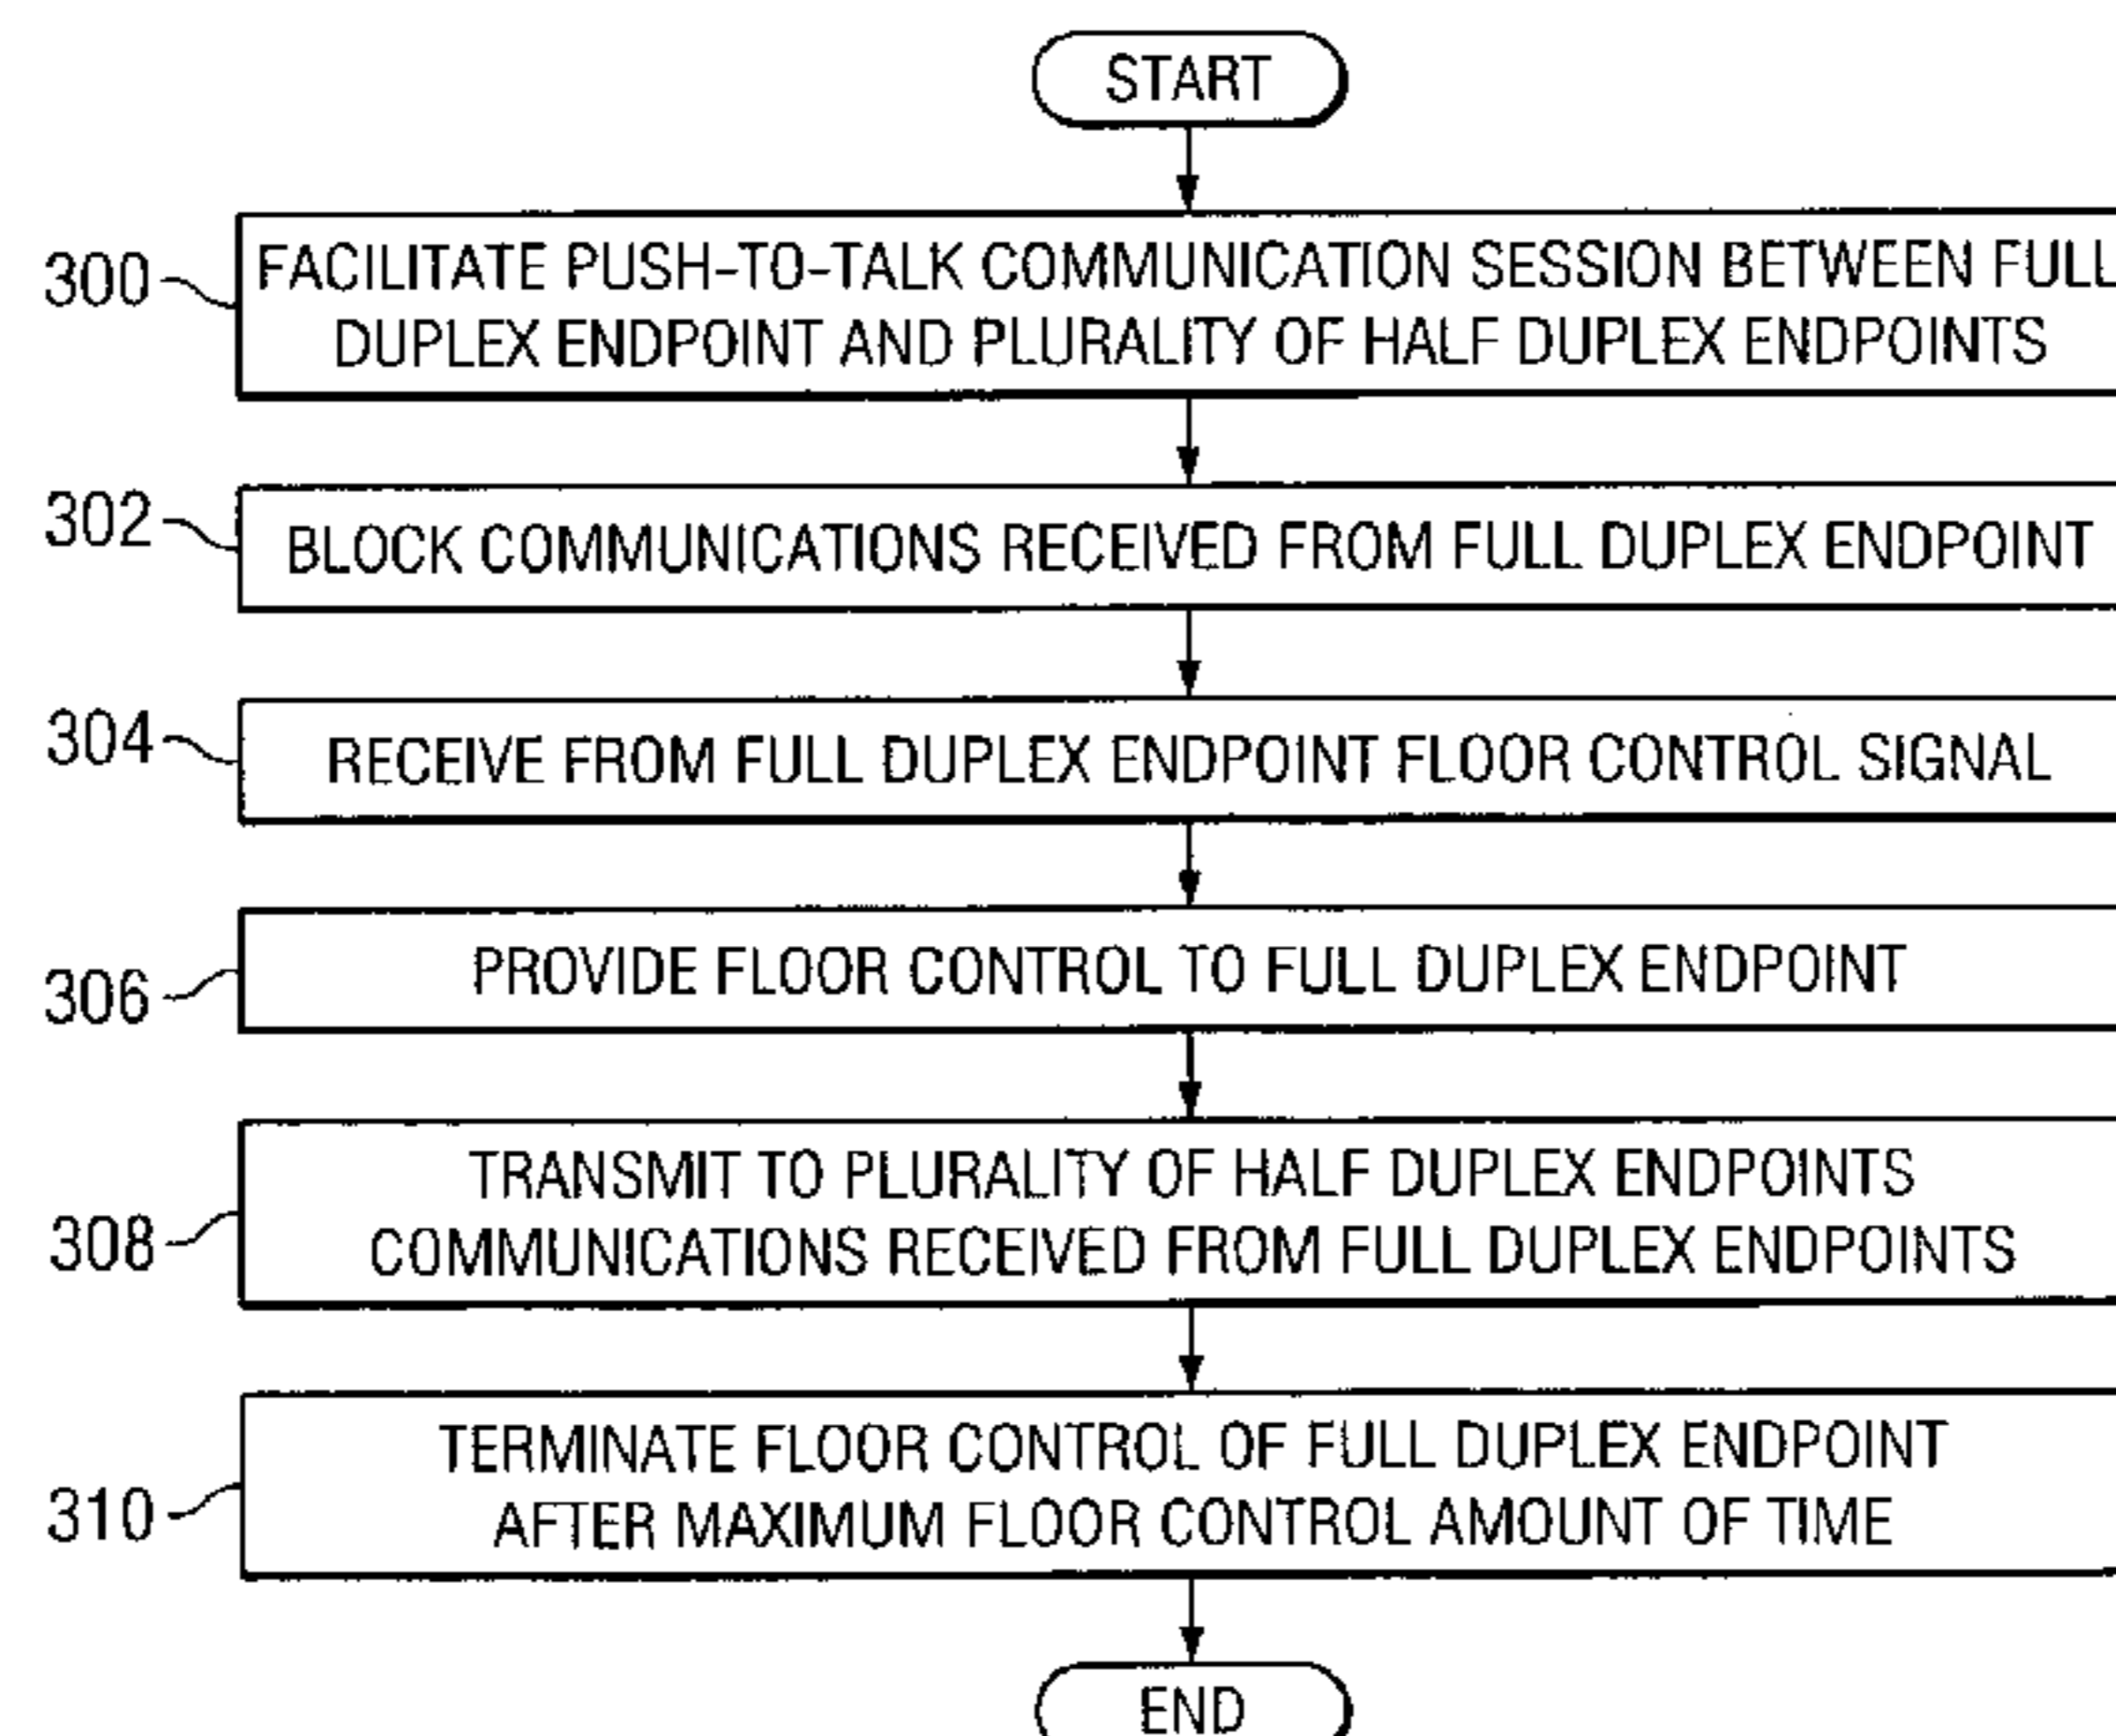 START
300
FACILITATE PUSH-TO-TALK COMMUNICATION SESSION BETWEEN FULL
DUPLEX ENDPOINT AND PLURALITY OF HALF DUPLEX ENDPOINTS
302
BLOCK COMMUNICATIONS RECEIVED FROM FULL DUPLEX ENDPOINT
304
RECEIVE FROM FULL DUPLEX ENDPOINT FLOOR CONTROL SIGNAL
306
PROVIDE FLOOR CONTROL TO FULL DUPLEX ENDPOINT
308
TRANSMIT TO PLURALITY OF HALF DUPLEX ENDPOINTS
COMMUNICATIONS RECEIVED FROM FULL DUPLEX ENDPOINTS
310
TERMINATE FLOOR CONTROL OF FULL DUPLEX ENDPOINT
AFTER MAXIMUM FLOOR CONTROL AMOUNT OF TIME
END